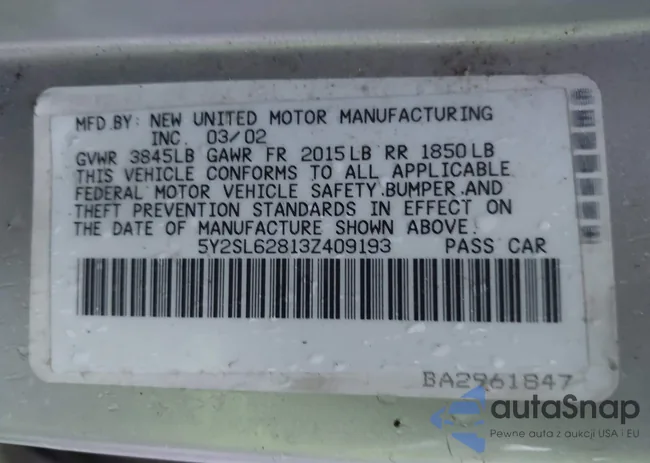 MFD.BY: NEW UNITED MOTOR MANUFACTURING
INC. 03/02
GVWR 3845LB GAWR FR 2015LB RR 1850LB
THIS VEHICLE CONFORMS TO ALL APPLICABLE
FEDERAL MOTOR VEHICLE SAFETY.BUMPER.AND
THEFT PREVENTION STANDARDS IN EFFECT ON
THE DATE OF MANUFACTURE SHOWN ABOVE.
5Y2SL62813Z409193 PASS CAR
BA2961847
autaSnap
Pewne auta z aukcji USA i EU